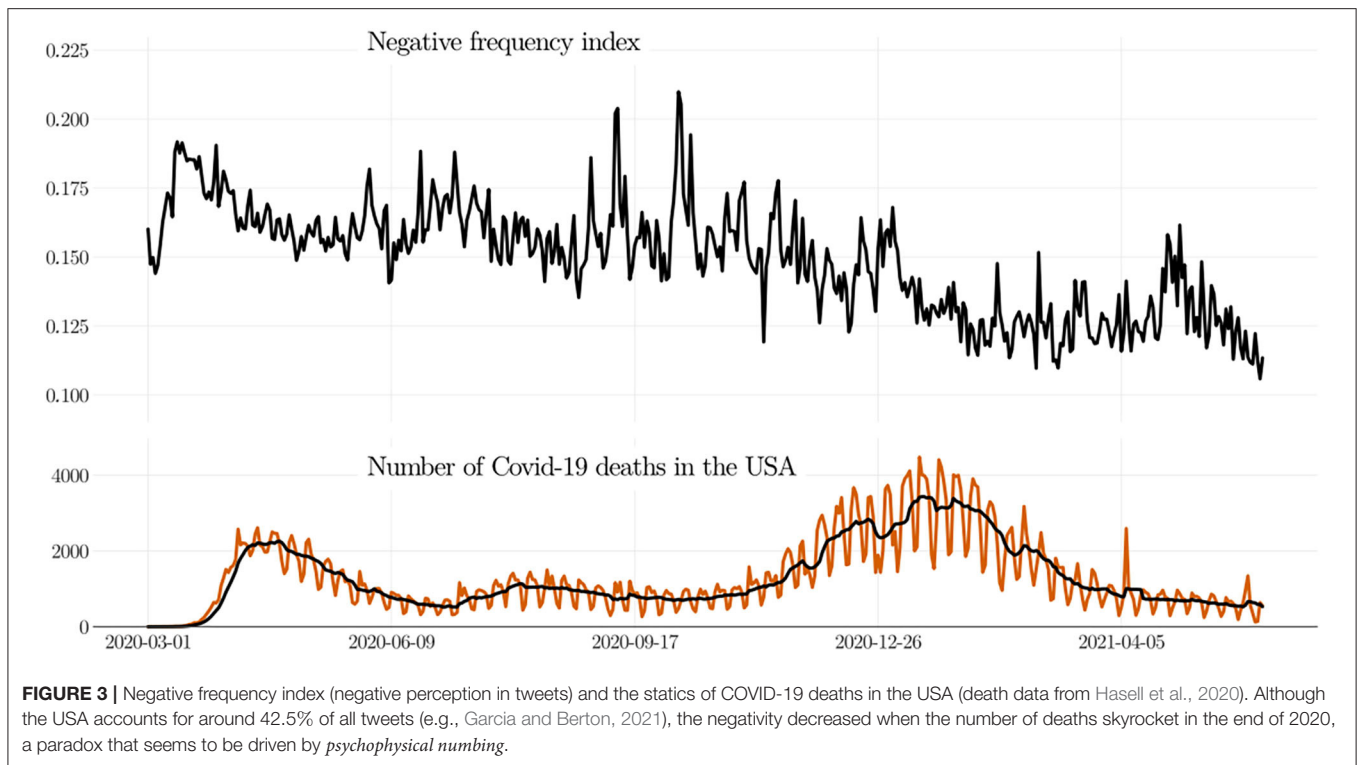 Negative frequency index
0.225
0.200
0.175
0.150
0.125
0.100
Number of Covid-19 deaths in the USA
4000
2000
0
2020-03-01 2020-06-09 2020-09-17 2020-12-26 2021-04-05
FIGURE 3 | Negative frequency index (negative perception in tweets) and the statics of COVID-19 deaths in the USA (death data from Hasell et al., 2020). Although
the USA accounts for around 42.5% of all tweets (e.g., Garcia and Berton, 2021), the negativity decreased when the number of deaths skyrocket in the end of 2020,
a paradox that seems to be driven by psychophysical numbing.